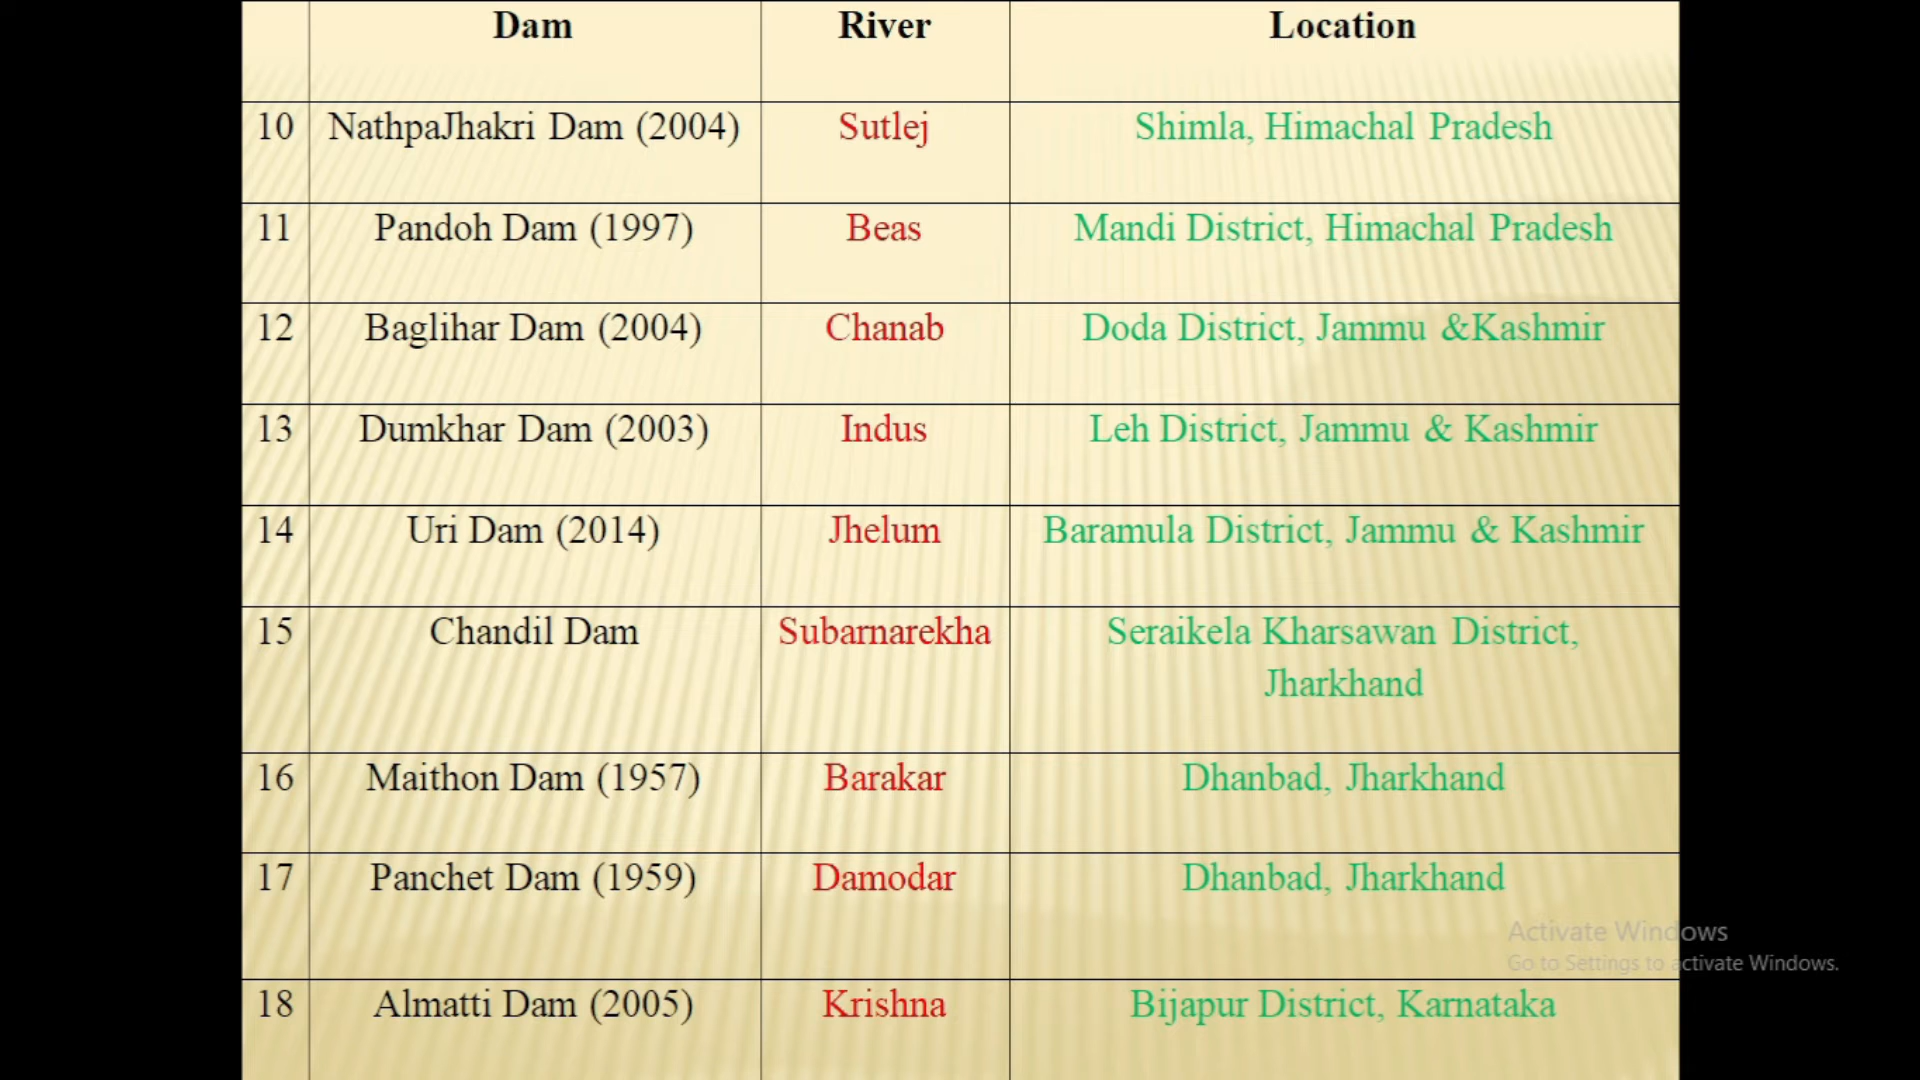 Dam River Location
10 NathpaJhakri Dam (2004) Sutlej Shimla, Himachal Pradesh
11 Pandoh Dam (1997) Beas Mandi District, Himachal Pradesh
12 Baglihar Dam (2004) Chanab Doda District, Jammu &Kashmir
13 Dumkhar Dam (2003) Indus Leh District, Jammu & Kashmir
14 Uri Dam (2014) Jhelum Baramula District, Jammu & Kashmir
15 Chandil Dam Subarnarekha Seraikela Kharsawan District,
Jharkhand
16 Maithon Dam (1957) Barakar Dhanbad, Jharkhand
17 Panchet Dam (1959) Damodar Dhanbad, Jharkhand
Activate Windows
Go to Settings to activate Windows.
18 Almatti Dam (2005) Krishna Bijapur District, Karnataka